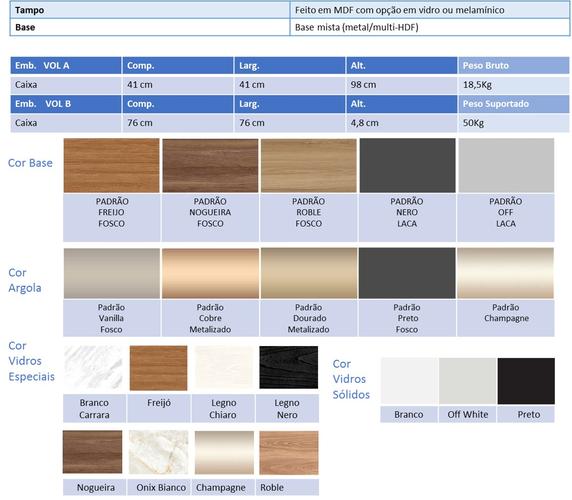 Tampo Feito em MDF com opção em vidro ou melamínico
Base Base mista (metal/multi-HDF)
Emb. VOL A Comp. Larg. Alt. Peso Bruto
Caixa 41 cm 41 cm 98 cm 18,5Kg
Emb. VOL B Comp. Larg. Alt. Peso Suportado
Caixa 76 cm 76 cm 4,8 cm 50Kg
Cor Base
PADRÃO PADRÃO PADRÃO PADRÃO PADRÃO
FREIJO NOGUEIRA ROBLE NERO OFF
FOSCO FOSCO FOSCO LACA LACA
Cor
Argola
Padrão Padrão Padrão Padrão Padrão
Vanilla Cobre Dourado Preto Champagne
Fosco Metalizado Metalizado Fosco
Cor
Vidros
Especiais
Branco Freijó Legno Legno
Carrara Chiaro Nero
Nogueira Onix Bianco Champagne Roble
Cor
Vidros
Sólidos
Branco Off White Preto